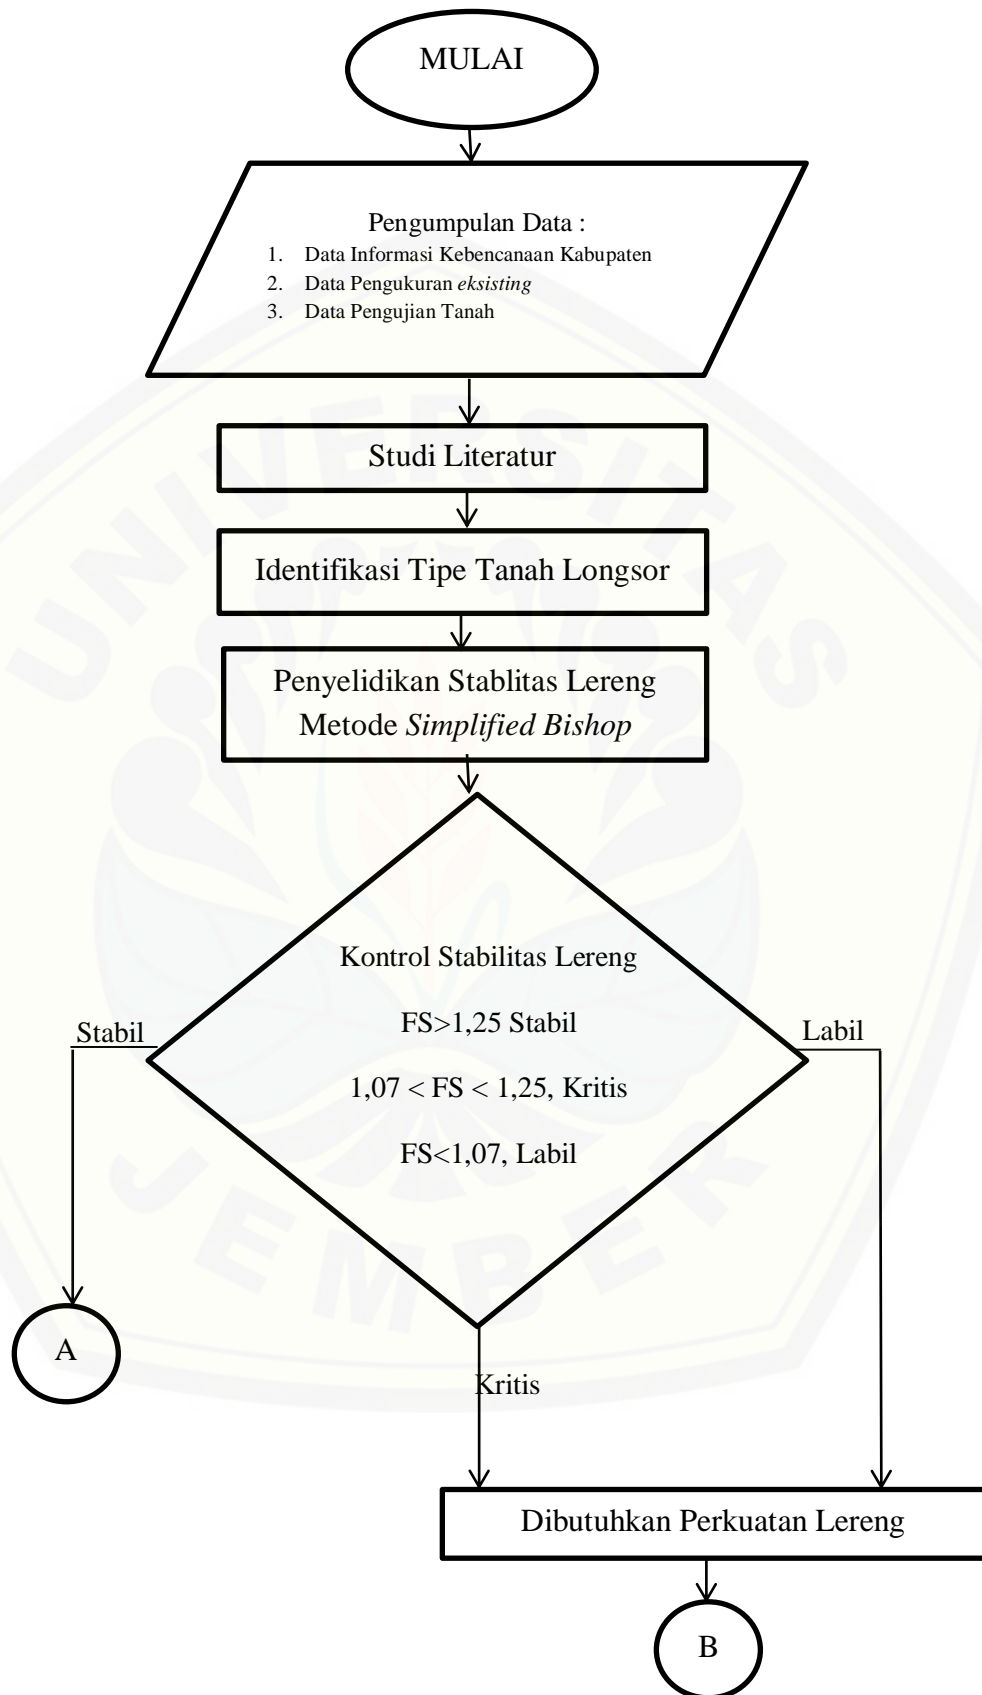 MULAI
Pengumpulan Data :
1. Data Informasi Kebencanaan Kabupaten
2. Data Pengukuran eksisting
3. Data Pengujian Tanah
Studi Literatur
Identifikasi Tipe Tanah Longsor
Penyelidikan Stablitas Lereng
Metode Simplified Bishop
Kontrol Stabilitas Lereng
FS>1,25 Stabil
1,07 < FS < 1,25, Kritis
FS<1,07, Labil
Stabil
Labil
A
Kritis
Dibutuhkan Perkuatan Lereng
B
UNIVERSITAS
JEMBER